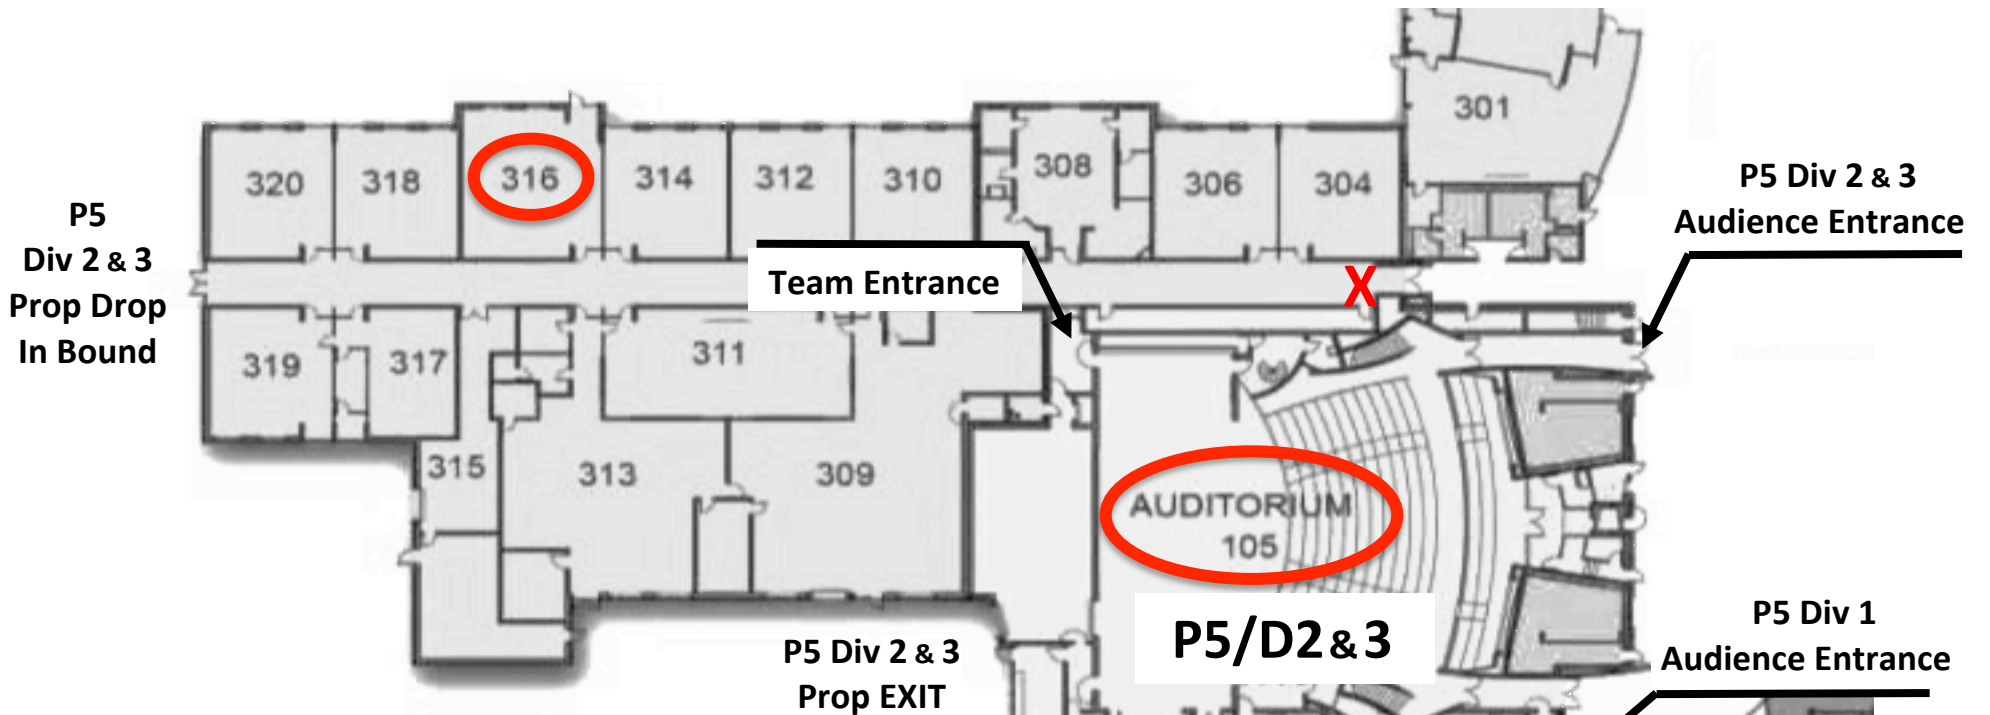 301
P5 Div 2 & 3
Audience Entrance
320
318
316
314
312
310
308
306
304
P5
Div 2 & 3
Prop Drop
In Bound
Team Entrance
X
319
317
311
315
313
309
AUDITORIUM
105
P5/D2&3
P5 Div 2 & 3
Prop EXIT
P5 Div 1
Audience Entrance